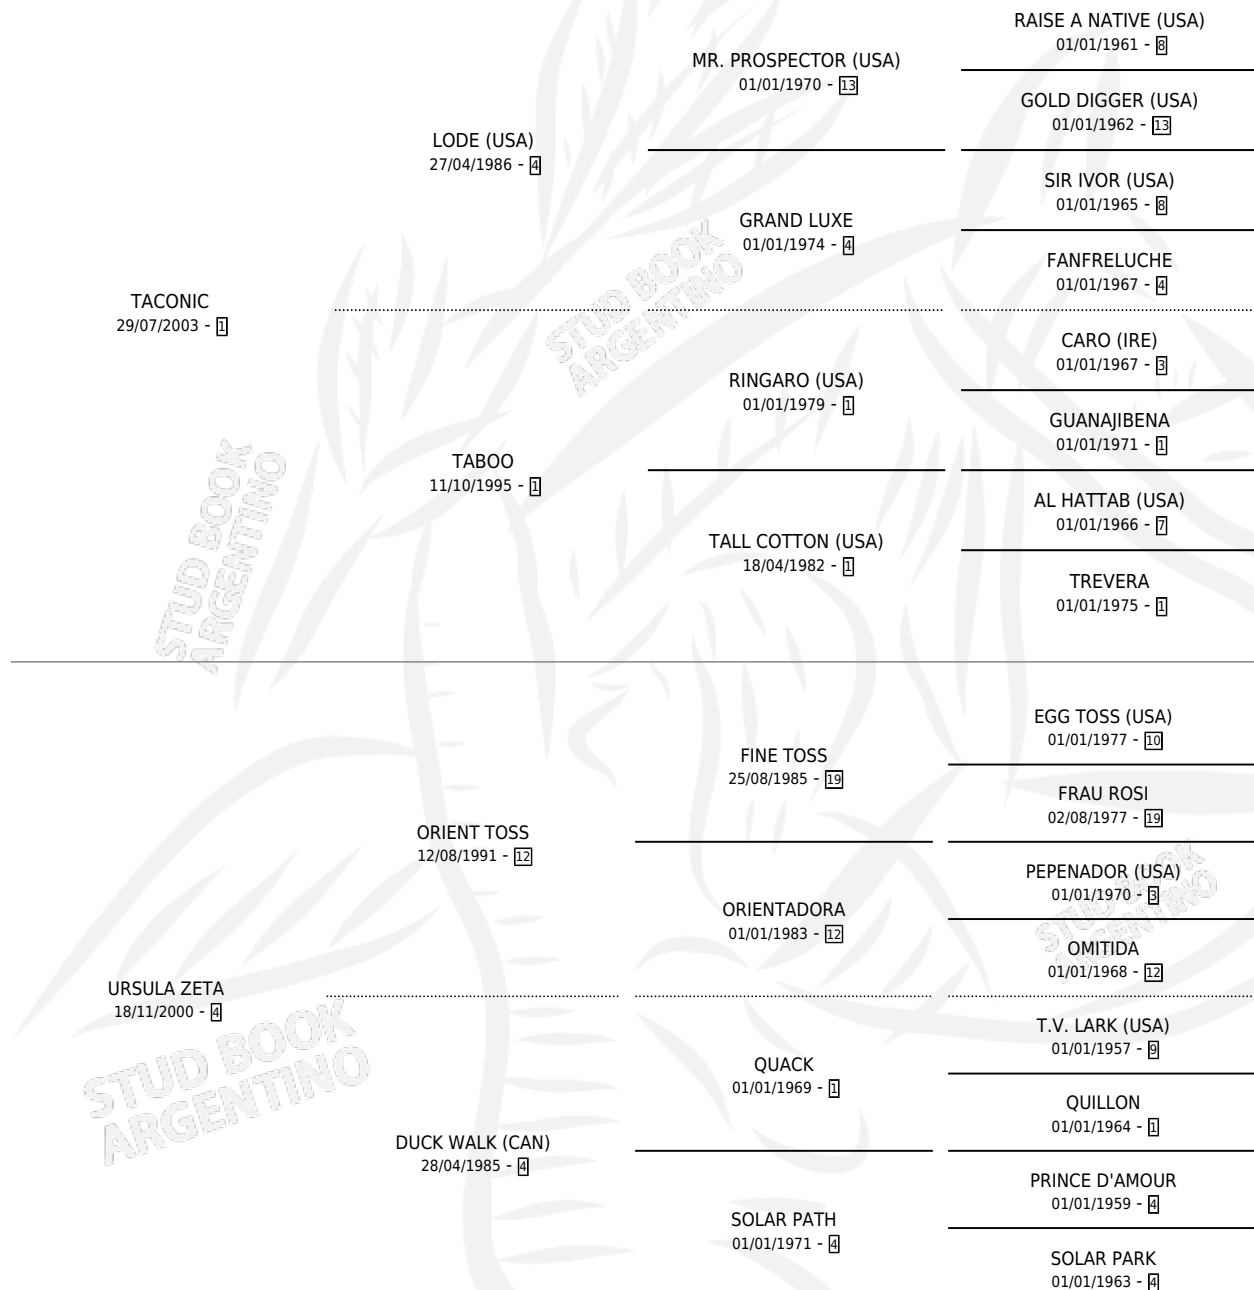 TACONIC
29/07/2003 - 1
LODE (USA)
27/04/1986 - 4
MR. PROSPECTOR (USA)
01/01/1970 - 13
RAISE A NATIVE (USA)
01/01/1961 - 8
GOLD DIGGER (USA)
01/01/1962 - 13
GRAND LUXE
01/01/1974 - 4
SIR IVOR (USA)
01/01/1965 - 8
FANFRELUCHE
01/01/1967 - 4
TABOO
11/10/1995 - 1
RINGARO (USA)
01/01/1979 - 1
CARO (IRE)
01/01/1967 - 3
GUANAJIBENA
01/01/1971 - 1
TALL COTTON (USA)
18/04/1982 - 1
AL HATTAB (USA)
01/01/1966 - 7
TREVERA
01/01/1975 - 1
URSULA ZETA
18/11/2000 - 4
ORIENT TOSS
12/08/1991 - 12
FINE TOSS
25/08/1985 - 19
EGG TOSS (USA)
01/01/1977 - 10
FRAU ROSI
02/08/1977 - 19
ORIENTADORA
01/01/1983 - 12
PEPENADOR (USA)
01/01/1970 - 3
OMITIDA
01/01/1968 - 12
DUCK WALK (CAN)
28/04/1985 - 4
QUACK
01/01/1969 - 1
T.V. LARK (USA)
01/01/1957 - 9
QUILLON
01/01/1964 - 1
SOLAR PATH
01/01/1971 - 4
PRINCE D'AMOUR
01/01/1959 - 4
SOLAR PARK
01/01/1963 - 4
STUD BOOK
ARGENTINO
STUD BOOK
ARGENTINO
STUD BOOK
ARGENTINO
STUD BOOK
ARGENTINO